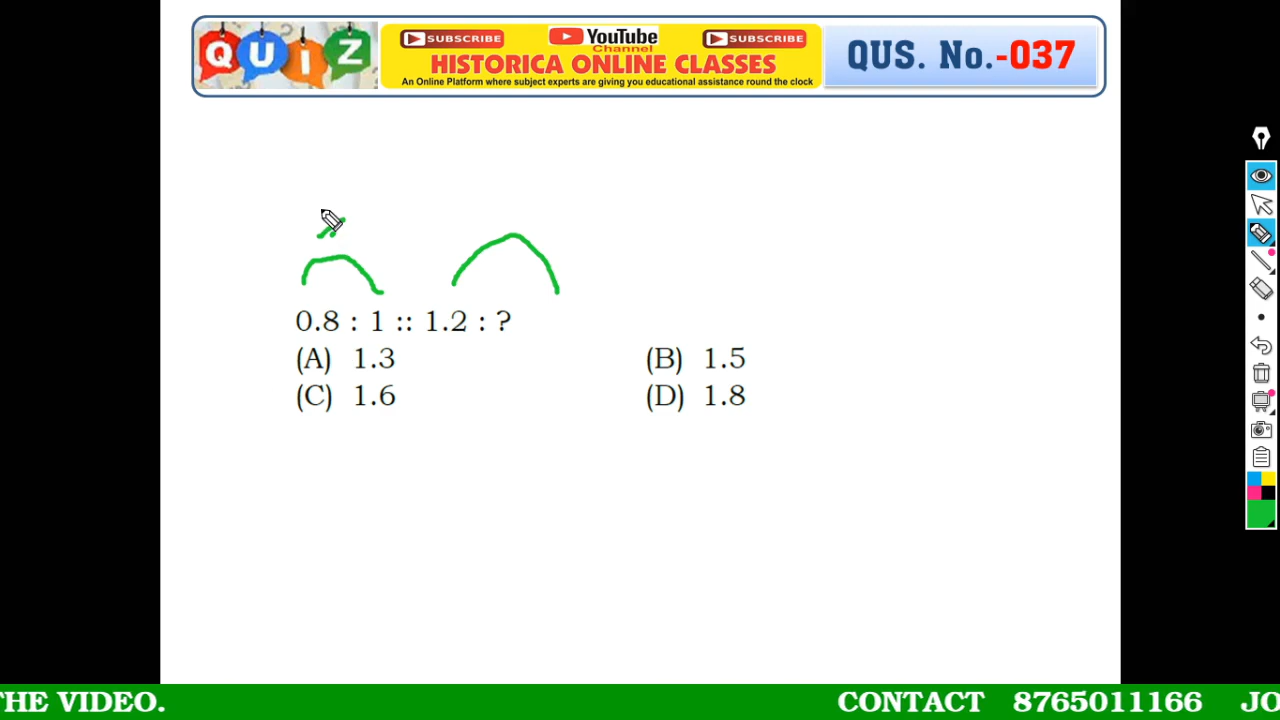 QUIZ
SUBSCRIBE
YouTube
Channel
SUBSCRIBE
HISTORICA ONLINE CLASSES
An Online Platform where subject experts are giving you educational assistance round the clock
QUS. No.-037
0.8 : 1 :: 1.2 : ?
(A) 1.3 (B) 1.5
(C) 1.6 (D) 1.8
THE VIDEO. CONTACT 8765011166 JO